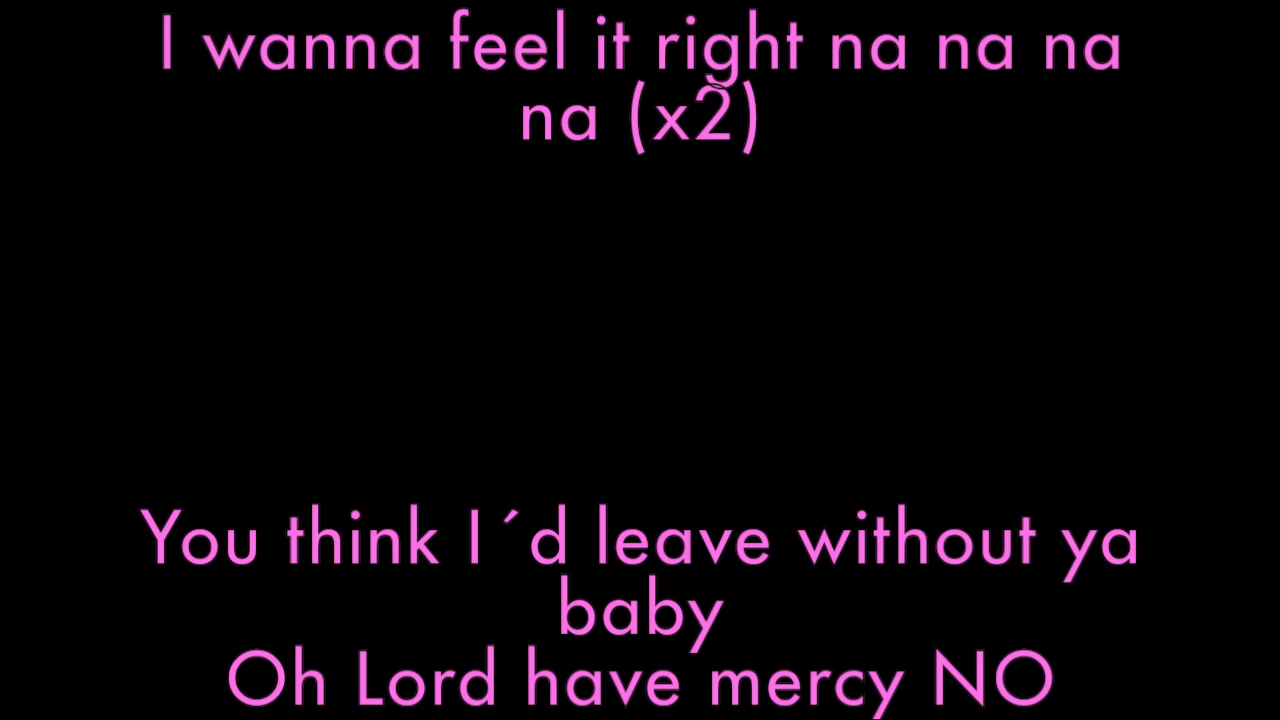 I wanna feel it right na na na
na (x2)
You think I´d leave without ya
baby
Oh Lord have mercy NO